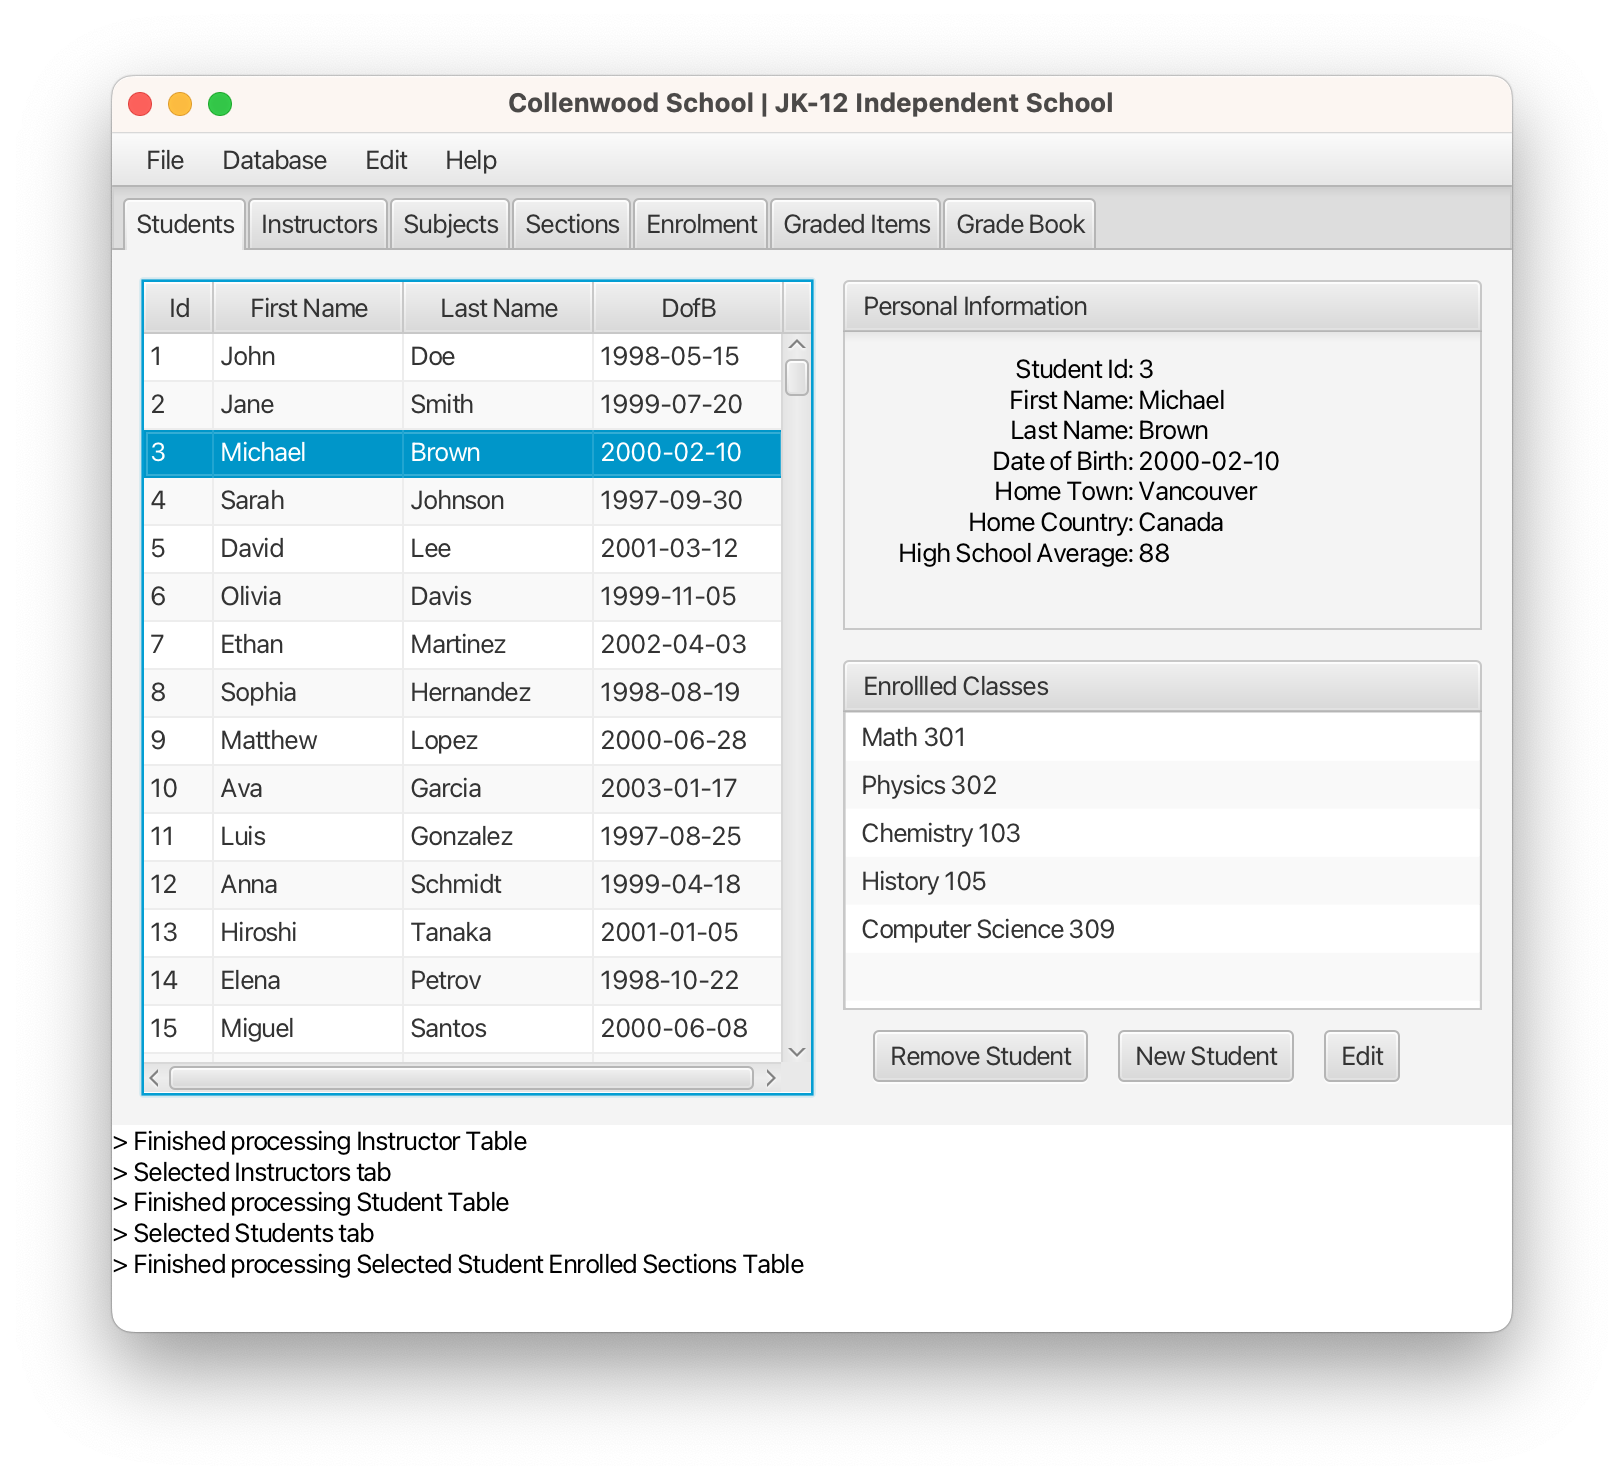 Collenwood School | JK-12 Independent School
File Database Edit Help
Students Instructors Subjects Sections Enrolment Graded Items Grade Book
Id First Name Last Name DofB
1 John Doe 1998-05-15
2 Jane Smith 1999-07-20
3 Michael Brown 2000-02-10
4 Sarah Johnson 1997-09-30
5 David Lee 2001-03-12
6 Olivia Davis 1999-11-05
7 Ethan Martinez 2002-04-03
8 Sophia Hernandez 1998-08-19
9 Matthew Lopez 2000-06-28
10 Ava Garcia 2003-01-17
11 Luis Gonzalez 1997-08-25
12 Anna Schmidt 1999-04-18
13 Hiroshi Tanaka 2001-01-05
14 Elena Petrov 1998-10-22
15 Miguel Santos 2000-06-08
Personal Information
Student Id: 3
First Name: Michael
Last Name: Brown
Date of Birth: 2000-02-10
Home Town: Vancouver
Home Country: Canada
High School Average: 88
Enrollled Classes
Math 301
Physics 302
Chemistry 103
History 105
Computer Science 309
Remove Student New Student Edit
> Finished processing Instructor Table
> Selected Instructors tab
> Finished processing Student Table
> Selected Students tab
> Finished processing Selected Student Enrolled Sections Table